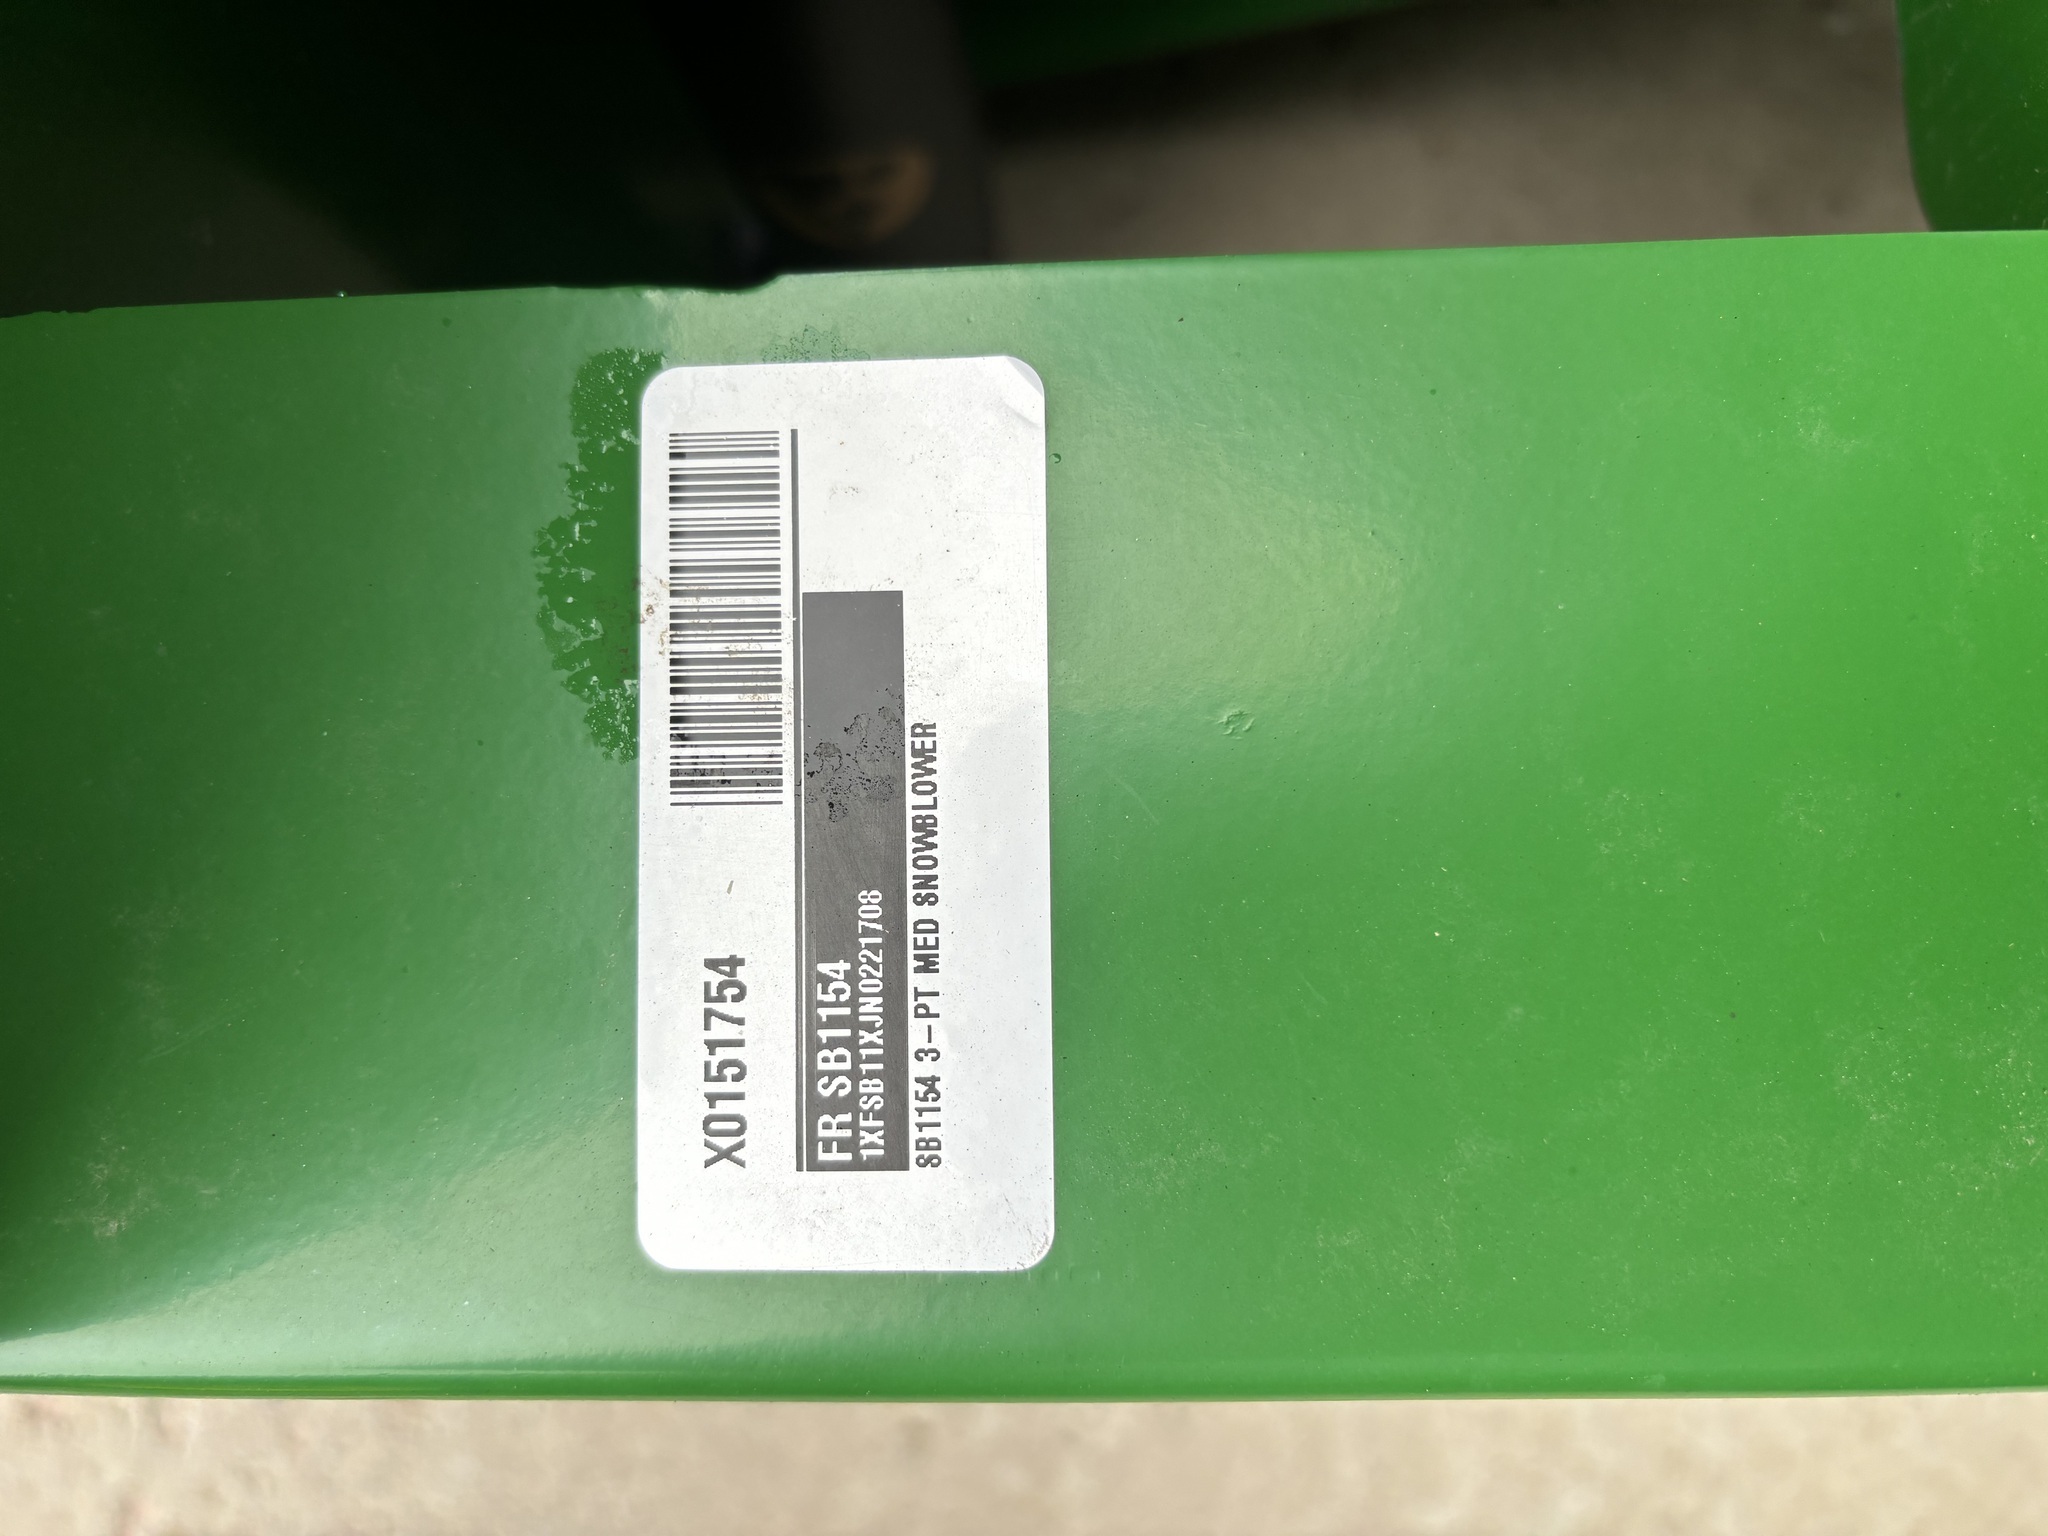 X0151754
FR SB1154
1XFSB11XJN0221708
SB1154 3-PT MED SNOWBLOWER